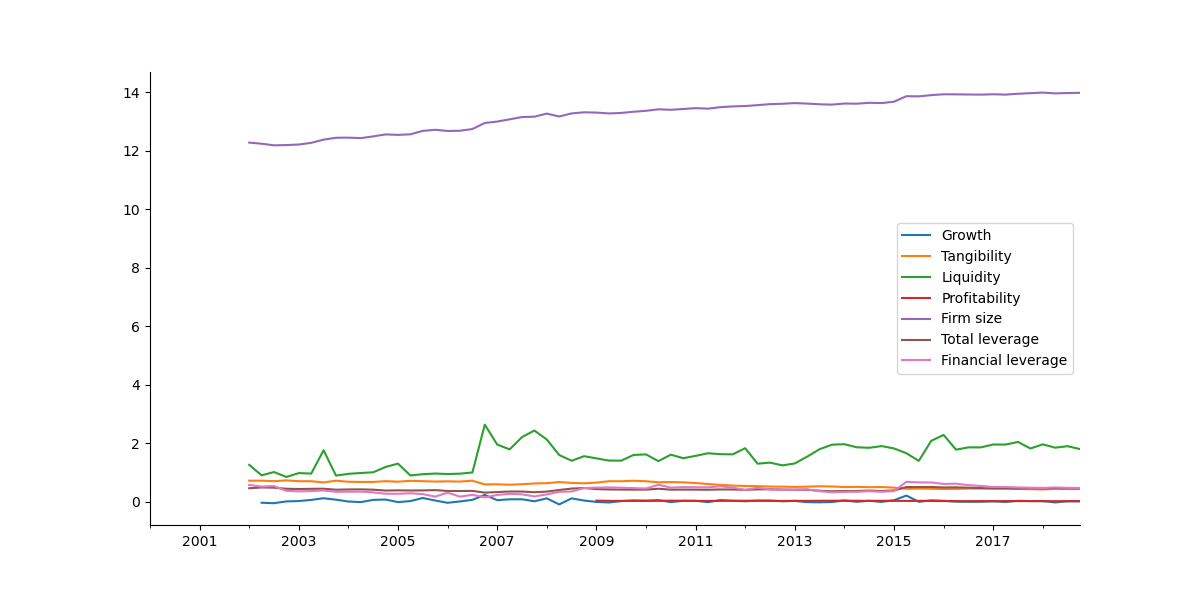 14
12
10
8
6
4
2
0
Growth
Tangibility
Liquidity
Profitability
Firm size
Total leverage
Financial leverage
2001 2003 2005 2007 2009 2011 2013 2015 2017